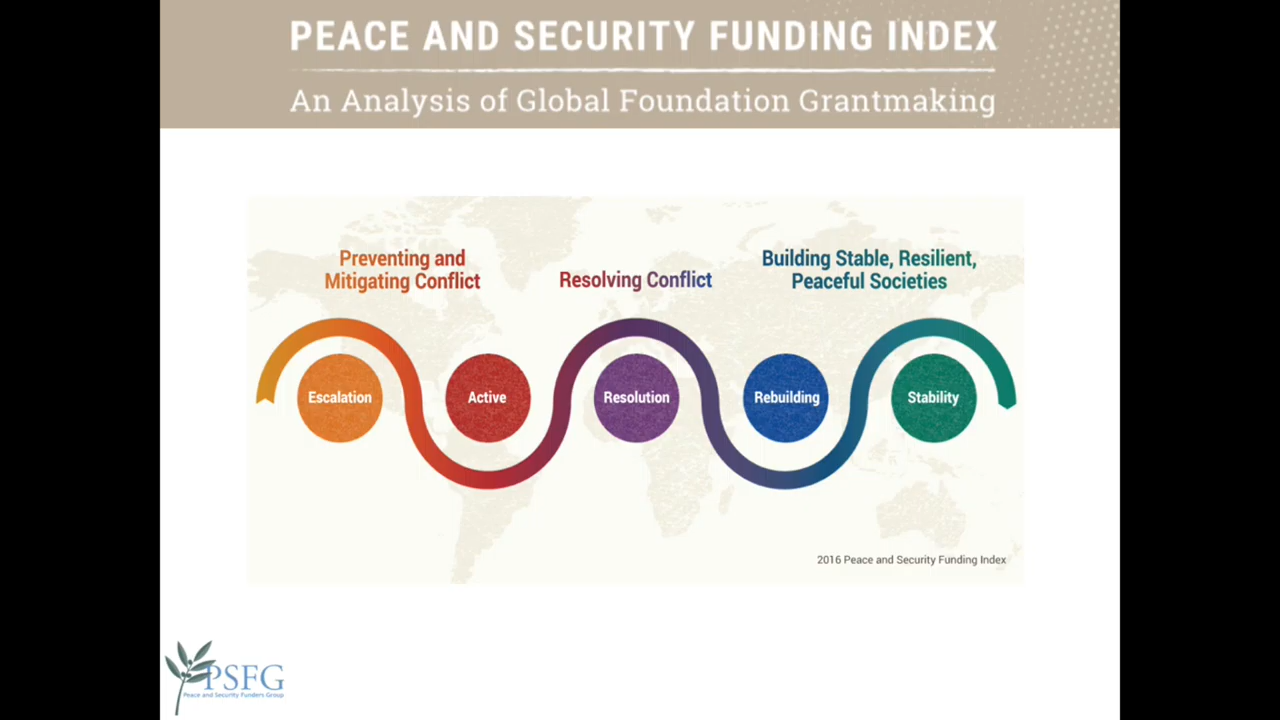 PEACE AND SECURITY FUNDING INDEX
An Analysis of Global Foundation Grantmaking
Preventing and
Mitigating Conflict
Resolving Conflict
Building Stable, Resilient,
Peaceful Societies
Escalation
Active
Resolution
Rebuilding
Stability
2016 Peace and Security Funding Index
PSFG
Peace and Security Funders Group